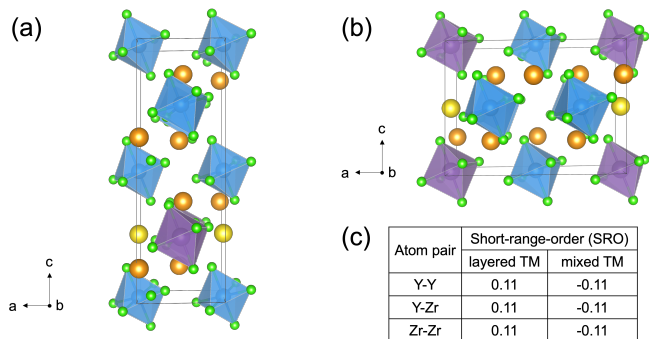 (a)
(b)
c
a
b
c
a
b
(c)
Atom pair
Short-range-order (SRO)
layered TM
mixed TM
Y-Y
0.11
-0.11
Y-Zr
0.11
-0.11
Zr-Zr
0.11
-0.11